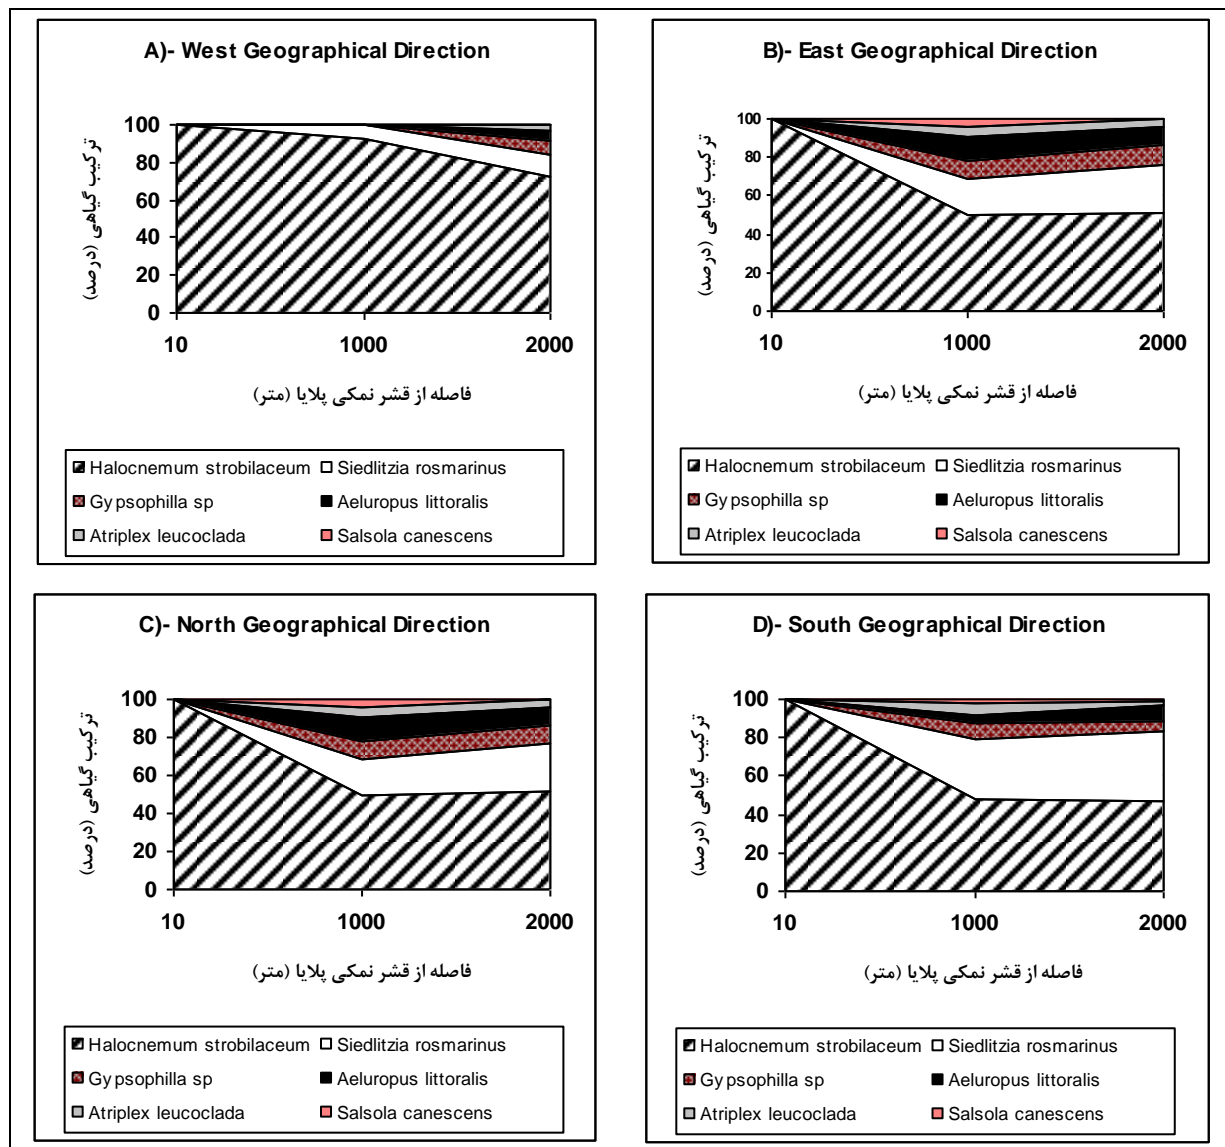 A)- West Geographical Direction
ترکیب گیاهی (درصد)
100
80
60
40
20
0
10 1000 2000
فاصله از قشر نمکی پلایا (متر)
Halocnemum strobilaceum Siedlitzia rosmarinus
Gypsophilla sp Aeluropus littoralis
Atriplex leucoclada Salsola canescens
B)- East Geographical Direction
ترکیب گیاهی (درصد)
100
80
60
40
20
0
10 1000 2000
فاصله از قشر نمکی پلایا (متر)
Halocnemum strobilaceum Siedlitzia rosmarinus
Gypsophilla sp Aeluropus littoralis
Atriplex leucoclada Salsola canescens
C)- North Geographical Direction
ترکیب گیاهی (درصد)
100
80
60
40
20
0
10 1000 2000
فاصله از قشر نمکی پلایا (متر)
Halocnemum strobilaceum Siedlitzia rosmarinus
Gypsophilla sp Aeluropus littoralis
Atriplex leucoclada Salsola canescens
D)- South Geographical Direction
ترکیب گیاهی (درصد)
100
80
60
40
20
0
10 1000 2000
فاصله از قشر نمکی پلایا (متر)
Halocnemum strobilaceum Siedlitzia rosmarinus
Gypsophilla sp Aeluropus littoralis
Atriplex leucoclada Salsola canescens